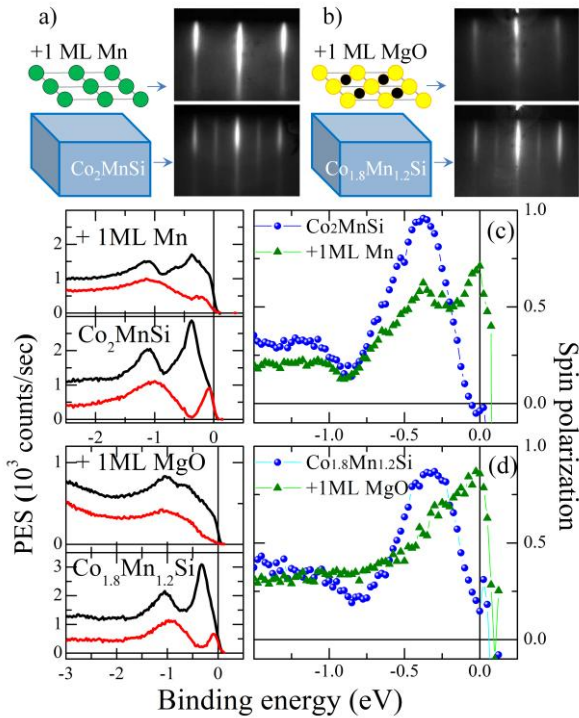 a)
+1 ML Mn
Co2MnSi
b)
+1 ML MgO
Co1.8Mn1.2Si
+ 1ML Mn
2
1
0
Co2MnSi
2
1
0
-2 -1 0
+ 1ML MgO
2
1
0
Co1.8Mn1.2Si
2
1
0
-3 -2 -1 0
PES (10^3 counts/sec)
Co2MnSi
+1ML Mn
(c)
1.0
0.5
0.0
-1.0 -0.5 0.0
Co1.8Mn1.2Si
+1ML MgO
(d)
0.5
0.0
-1.0 -0.5 0.0
Spin polarization
Binding energy (eV)